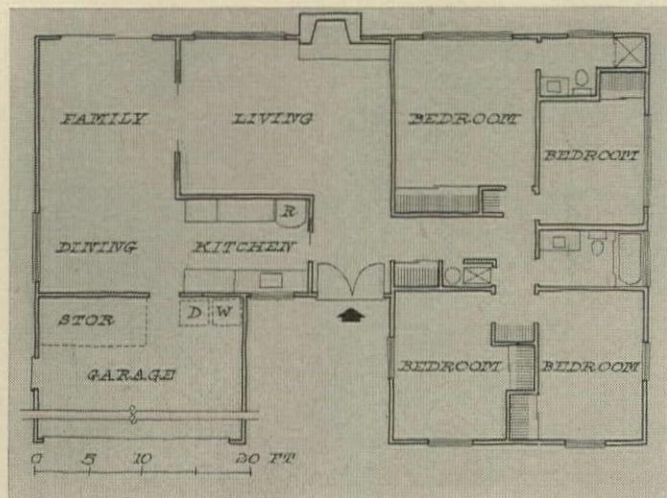 FAMILY
LIVING
BEDROOM
BEDROOM
R
DINING
KITCHEN
STOR
D W
GARAGE
BEDROOM
BEDROOM
0 5 10 20 FT